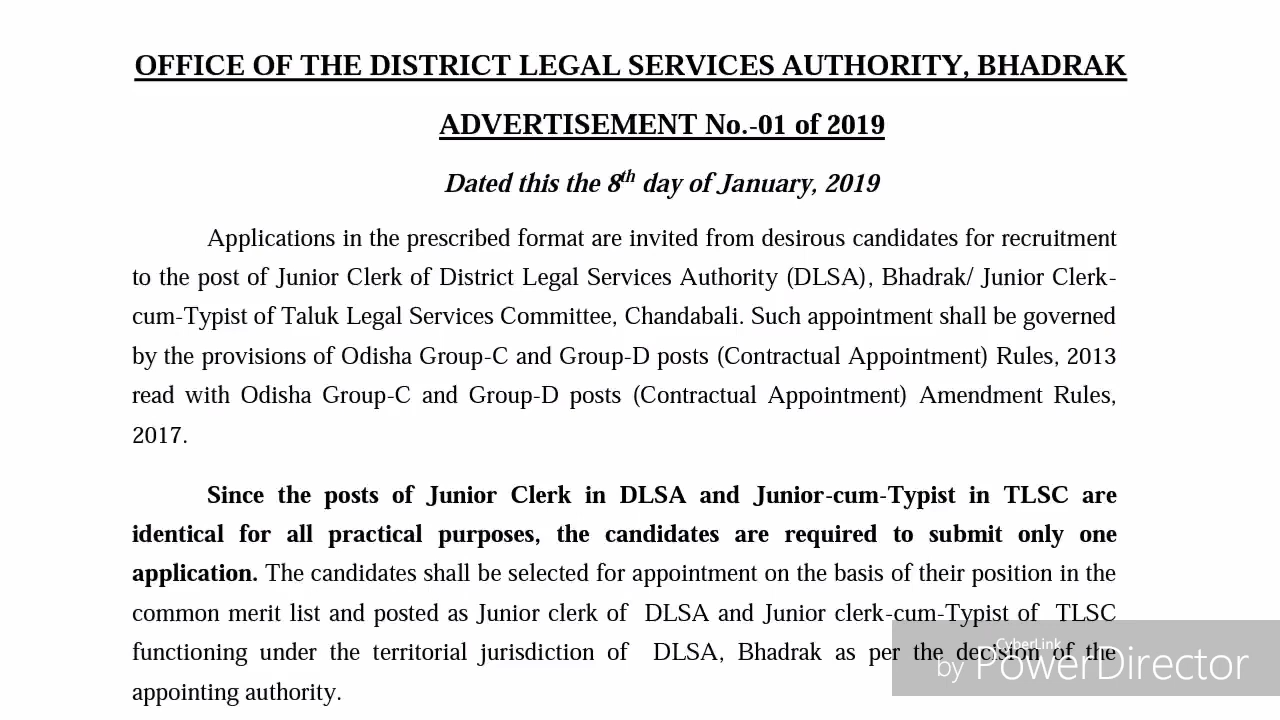 OFFICE OF THE DISTRICT LEGAL SERVICES AUTHORITY, BHADRAK
ADVERTISEMENT No.-01 of 2019
Dated this the 8th day of January, 2019
Applications in the prescribed format are invited from desirous candidates for recruitment
to the post of Junior Clerk of District Legal Services Authority (DLSA), Bhadrak/ Junior Clerk-
cum-Typist of Taluk Legal Services Committee, Chandabali. Such appointment shall be governed
by the provisions of Odisha Group-C and Group-D posts (Contractual Appointment) Rules, 2013
read with Odisha Group-C and Group-D posts (Contractual Appointment) Amendment Rules,
2017.
Since the posts of Junior Clerk in DLSA and Junior-cum-Typist in TLSC are
identical for all practical purposes, the candidates are required to submit only one
application. The candidates shall be selected for appointment on the basis of their position in the
common merit list and posted as Junior clerk of DLSA and Junior clerk-cum-Typist of TLSC
functioning under the territorial jurisdiction of DLSA, Bhadrak as per the decision of the
appointing authority.
by CyberLink PowerDirector